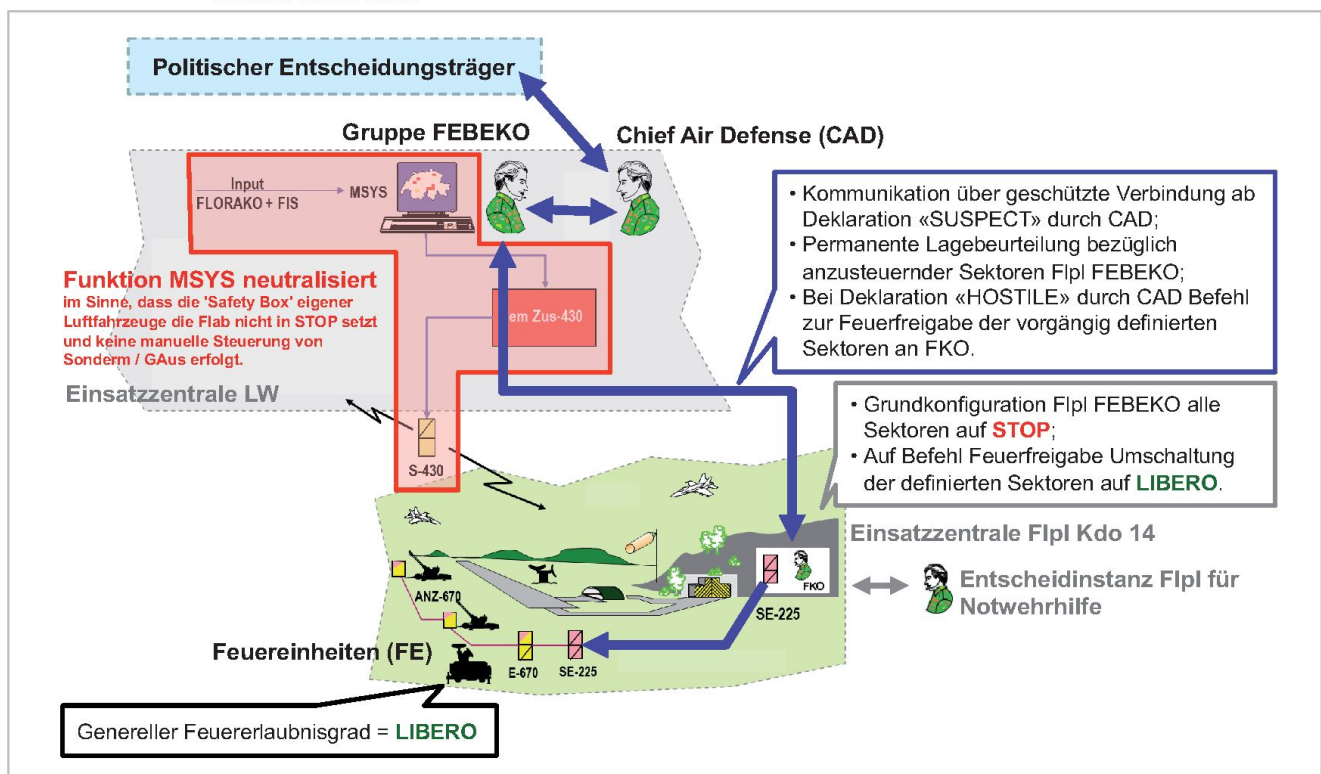 Politischer Entscheidungsträger
Gruppe FEBEKO
Chief Air Defense (CAD)
Input
FLORAKO + FIS
MSYS
Funktion MSYS neutralisiert
im Sinne, dass die 'Safety Box' eigener
Luftfahrzeuge die Flab nicht in STOP setzt
und keine manuelle Steuerung von
Sonderm / GAus erfolgt.
em Zus-430
Einsatzzentrale LW
S-430
• Kommunikation über geschützte Verbindung ab
Deklaration «SUSPECT» durch CAD;
• Permanente Lagebeurteilung bezüglich
anzusteuernder Sektoren Flpl FEBEKO;
• Bei Deklaration «HOSTILE» durch CAD Befehl
zur Feuerfreigabe der vorgängig definierten
Sektoren an FKO.
• Grundkonfiguration Flpl FEBEKO alle
Sektoren auf STOP;
• Auf Befehl Feuerfreigabe Umschaltung
der definierten Sektoren auf LIBERO.
Einsatzzentrale Flpl Kdo 14
FKO
SE-225
Entscheidinstanz Flpl für
Notwehrhilfe
ANZ-670
Feuereinheiten (FE)
E-670
SE-225
Genereller Feuererlaubnisgrad = LIBERO